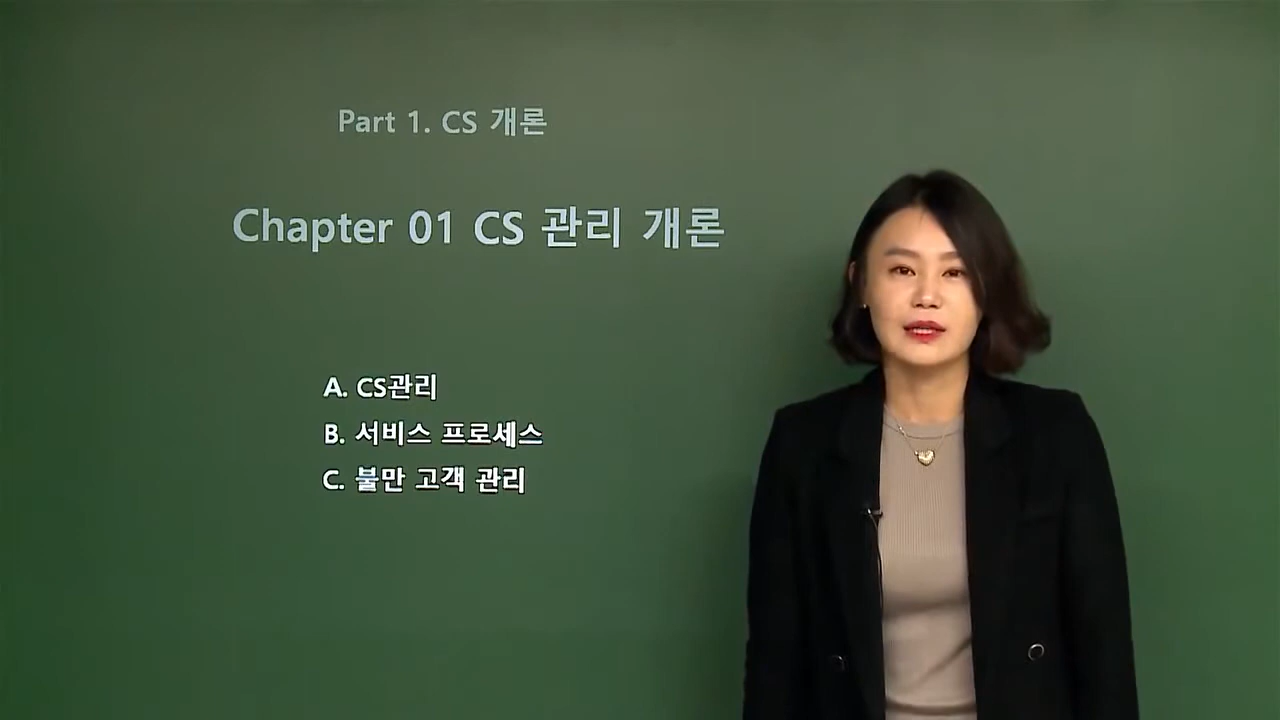 Part 1. CS 개론
Chapter 01 CS 관리 개론
A. CS관리
B. 서비스 프로세스
C. 불만 고객 관리